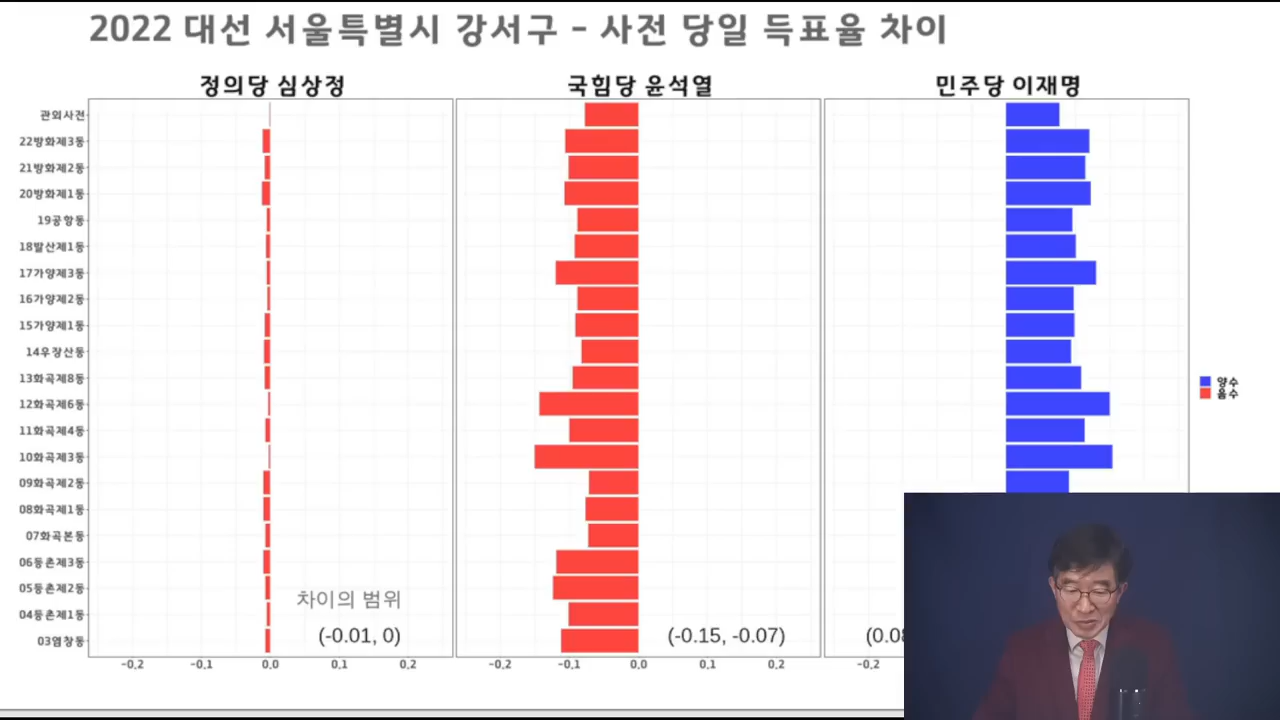 2022 대선 서울특별시 강서구 - 사전 당일 득표율 차이
정의당 심상정
국힘당 윤석열
민주당 이재명
관외사전
22방화제3동
21방화제2동
20방화제1동
19공항동
18발산제1동
17가양제3동
16가양제2동
15가양제1동
14우장산동
13화곡제8동
12화곡제6동
11화곡제4동
10화곡제3동
09화곡제2동
08화곡제1동
07화곡본동
06등촌제3동
05등촌제2동
04등촌제1동
03염창동
차이의 범위
(-0.01, 0)
(-0.15, -0.07)
(0.08
-0.2 -0.1 0.0 0.1 0.2
-0.2 -0.1 0.0 0.1 0.2
-0.2
양수
음수